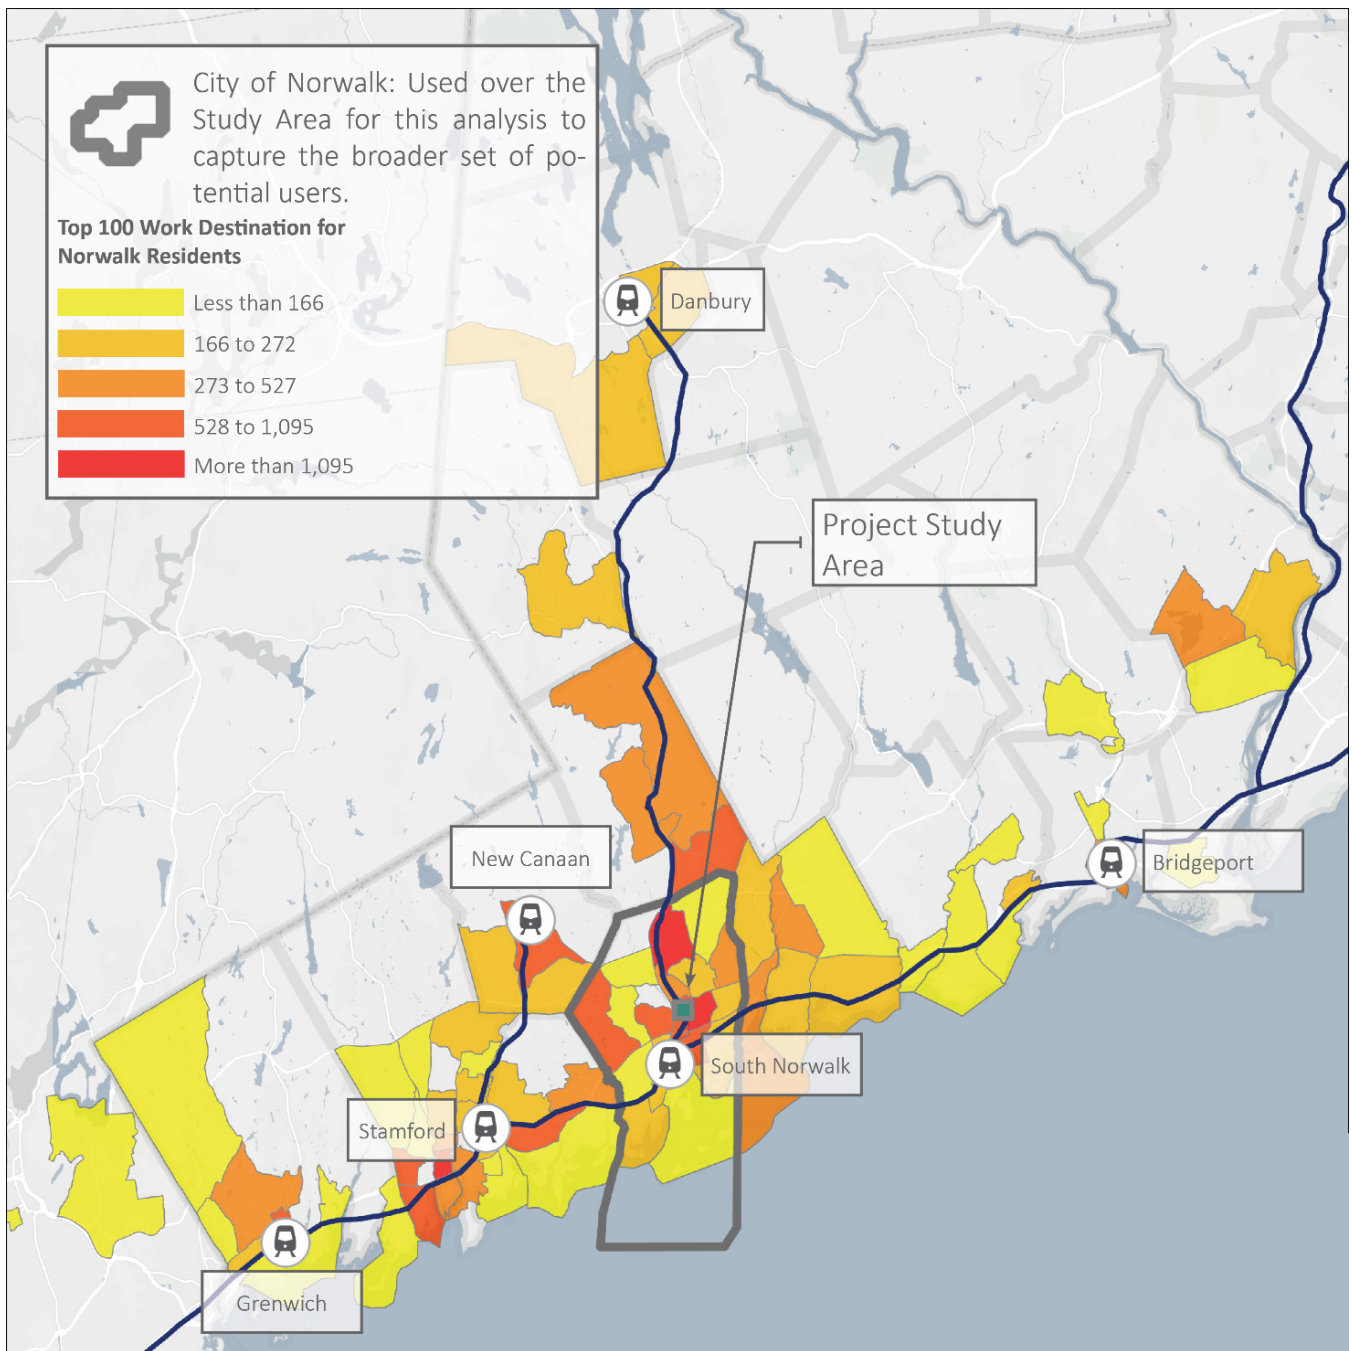 City of Norwalk: Used over the
Study Area for this analysis to
capture the broader set of po-
tential users.
Top 100 Work Destination for
Norwalk Residents
Less than 166
166 to 272
273 to 527
528 to 1,095
More than 1,095
Danbury
Project Study
Area
New Canaan
Bridgeport
South Norwalk
Stamford
Grenwich